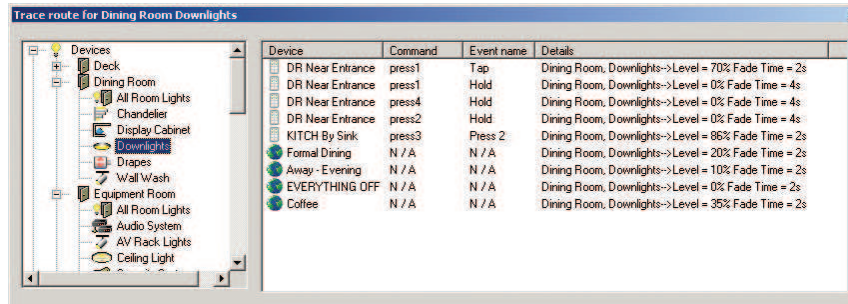 Trace route for Dining Room Downlights
Devices
Deck
Dining Room
All Room Lights
Chandelier
Display Cabinet
Downlights
Drapes
Wall Wash
Equipment Room
All Room Lights
Audio System
AV Rack Lights
Ceiling Light
Device Command Event name Details
DR Near Entrance press1 Tap Dining Room, Downlights-->Level = 70% Fade Time = 2s
DR Near Entrance press1 Hold Dining Room, Downlights-->Level = 0% Fade Time = 4s
DR Near Entrance press4 Hold Dining Room, Downlights-->Level = 0% Fade Time = 4s
DR Near Entrance press2 Hold Dining Room, Downlights-->Level = 0% Fade Time = 4s
KITCH By Sink press3 Press 2 Dining Room, Downlights-->Level = 86% Fade Time = 2s
Formal Dining N / A N / A Dining Room, Downlights-->Level = 20% Fade Time = 2s
Away - Evening N / A N / A Dining Room, Downlights-->Level = 10% Fade Time = 2s
EVERYTHING OFF N / A N / A Dining Room, Downlights-->Level = 0% Fade Time = 2s
Coffee N / A N / A Dining Room, Downlights-->Level = 35% Fade Time = 2s